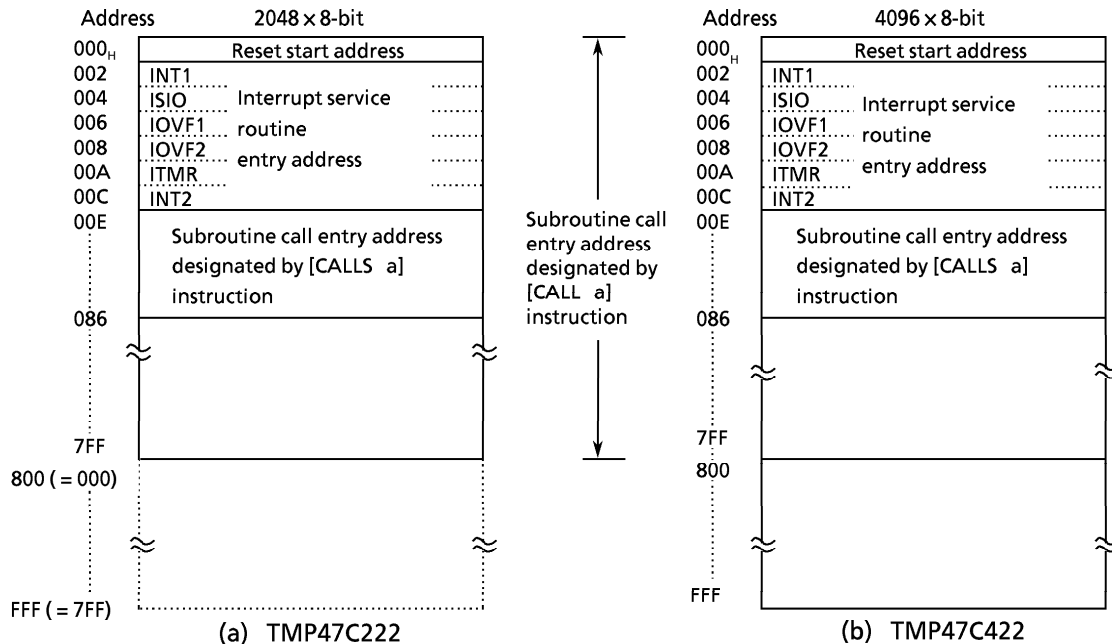 Address 2048 × 8-bit
000H Reset start address
002 INT1
004 ISIO Interrupt service
006 IOVF1 routine
008 IOVF2 entry address
00A ITMR
00C INT2
00E
Subroutine call entry address
designated by [CALLS a]
instruction
086
7FF
800 ( = 000)
FFF ( = 7FF)
(a) TMP47C222
Subroutine call
entry address
designated by
[CALL a]
instruction
Address 4096 × 8-bit
000H Reset start address
002 INT1
004 ISIO Interrupt service
006 IOVF1 routine
008 IOVF2 entry address
00A ITMR
00C INT2
00E
Subroutine call entry address
designated by [CALLS a]
instruction
086
7FF
800
FFF
(b) TMP47C422